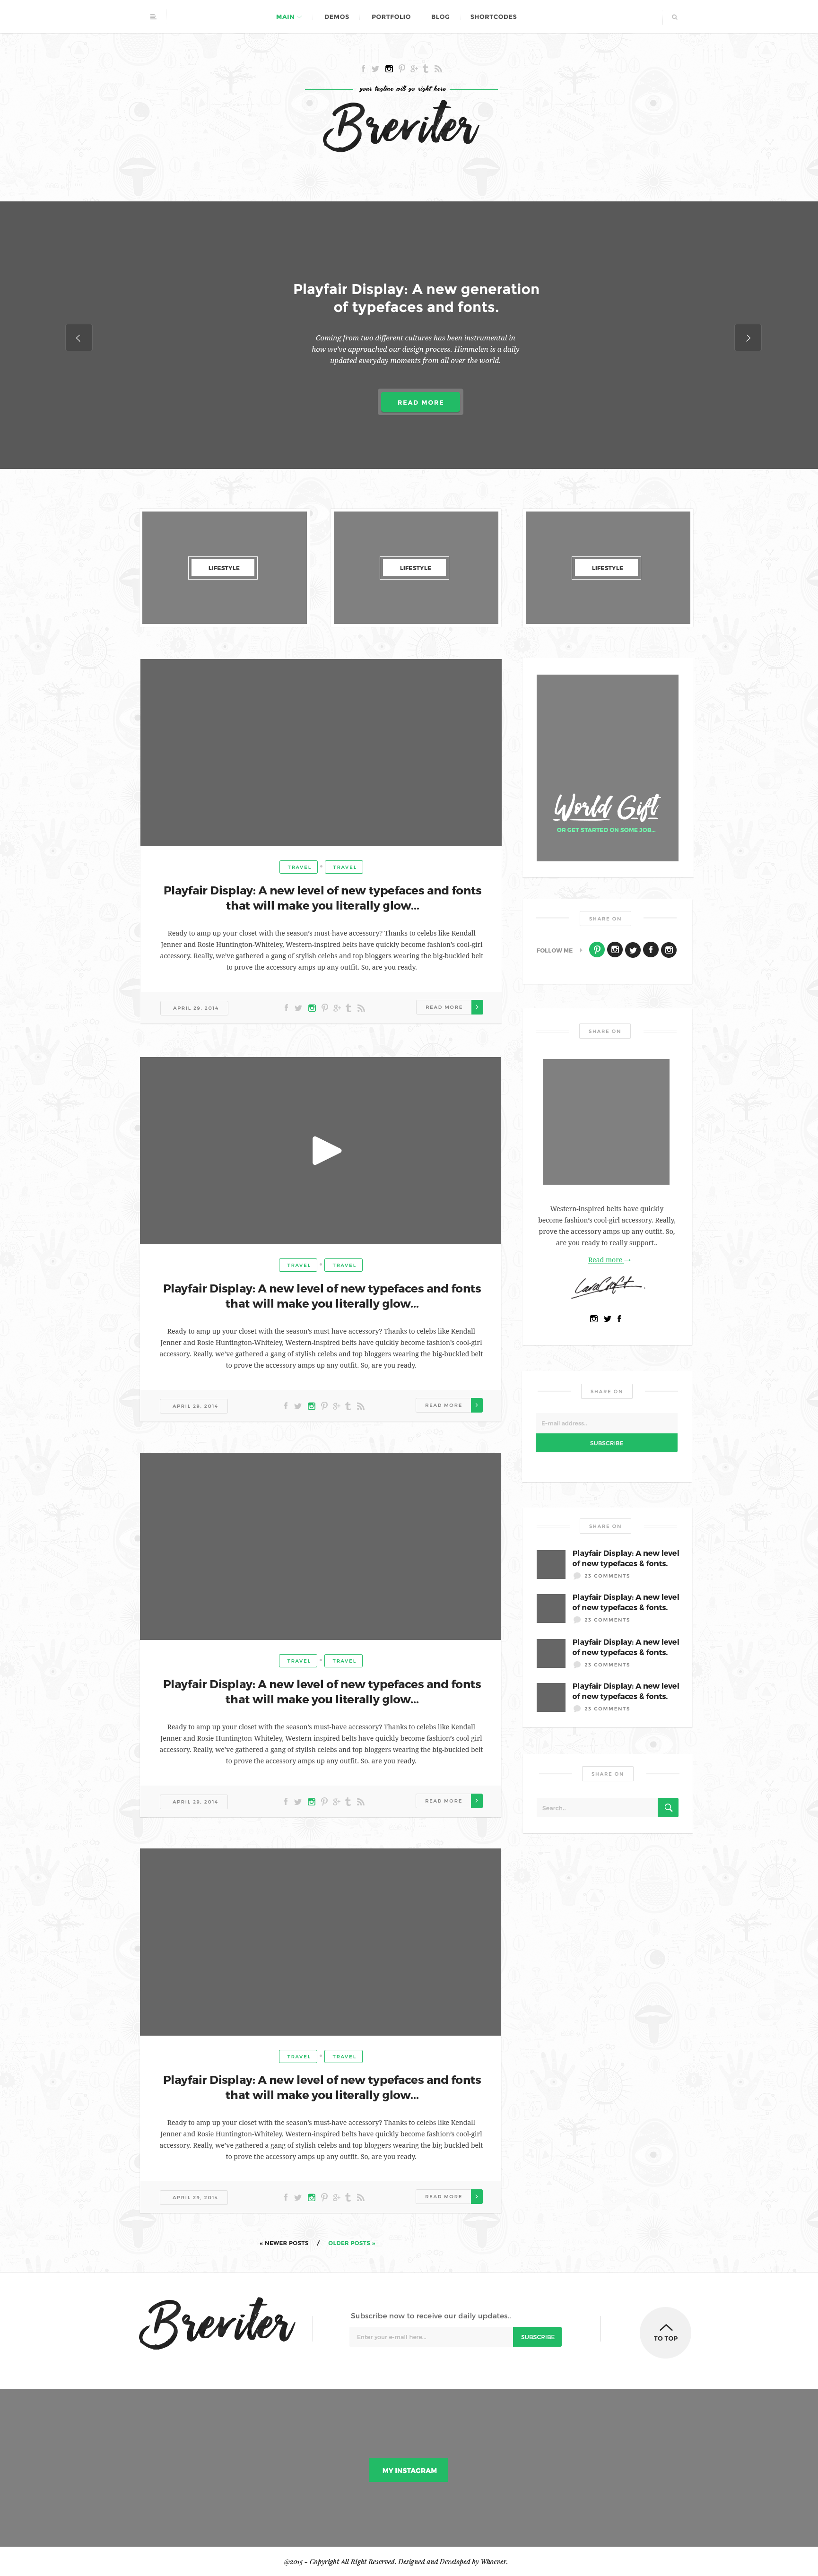 MAIN DEMOS PORTFOLIO BLOG SHORTCODES
your tagline will go right here
Breviter
Playfair Display: A new generation
of typefaces and fonts.
Coming from two different cultures has been instrumental in
how we've approached our design process. Himmelen is a daily
updated everyday moments from all over the world.
READ MORE
LIFESTYLE LIFESTYLE LIFESTYLE
TRAVEL TRAVEL
Playfair Display: A new level of new typefaces and fonts
that will make you literally glow...
Ready to amp up your closet with the season's must-have accessory? Thanks to celebs like Kendall
Jenner and Rosie Huntington-Whiteley, Western-inspired belts have quickly become fashion's cool-girl
accessory. Really, we've gathered a gang of stylish celebs and top bloggers wearing the big-buckled belt
to prove the accessory amps up any outfit. So, are you ready.
APRIL 29, 2014 READ MORE
TRAVEL TRAVEL
Playfair Display: A new level of new typefaces and fonts
that will make you literally glow...
Ready to amp up your closet with the season's must-have accessory? Thanks to celebs like Kendall
Jenner and Rosie Huntington-Whiteley, Western-inspired belts have quickly become fashion's cool-girl
accessory. Really, we've gathered a gang of stylish celebs and top bloggers wearing the big-buckled belt
to prove the accessory amps up any outfit. So, are you ready.
APRIL 29, 2014 READ MORE
TRAVEL TRAVEL
Playfair Display: A new level of new typefaces and fonts
that will make you literally glow...
Ready to amp up your closet with the season's must-have accessory? Thanks to celebs like Kendall
Jenner and Rosie Huntington-Whiteley, Western-inspired belts have quickly become fashion's cool-girl
accessory. Really, we've gathered a gang of stylish celebs and top bloggers wearing the big-buckled belt
to prove the accessory amps up any outfit. So, are you ready.
APRIL 29, 2014 READ MORE
TRAVEL TRAVEL
Playfair Display: A new level of new typefaces and fonts
that will make you literally glow...
Ready to amp up your closet with the season's must-have accessory? Thanks to celebs like Kendall
Jenner and Rosie Huntington-Whiteley, Western-inspired belts have quickly become fashion's cool-girl
accessory. Really, we've gathered a gang of stylish celebs and top bloggers wearing the big-buckled belt
to prove the accessory amps up any outfit. So, are you ready.
APRIL 29, 2014 READ MORE
« NEWER POSTS / OLDER POSTS »
World Gift
OR GET STARTED ON SOME JOB...
SHARE ON
FOLLOW ME
SHARE ON
Western-inspired belts have quickly
become fashion's cool-girl accessory. Really,
prove the accessory amps up any outfit. So,
are you ready to really support..
Read more →
SHARE ON
E-mail address..
SUBSCRIBE
SHARE ON
Playfair Display: A new level
of new typefaces & fonts.
23 COMMENTS
Playfair Display: A new level
of new typefaces & fonts.
23 COMMENTS
Playfair Display: A new level
of new typefaces & fonts.
23 COMMENTS
Playfair Display: A new level
of new typefaces & fonts.
23 COMMENTS
SHARE ON
Search...
Breviter
Subscribe now to receive our daily updates..
Enter your e-mail here... SUBSCRIBE
TO TOP
MY INSTAGRAM
@2015 – Copyright All Right Reserved. Designed and Developed by Whoever.